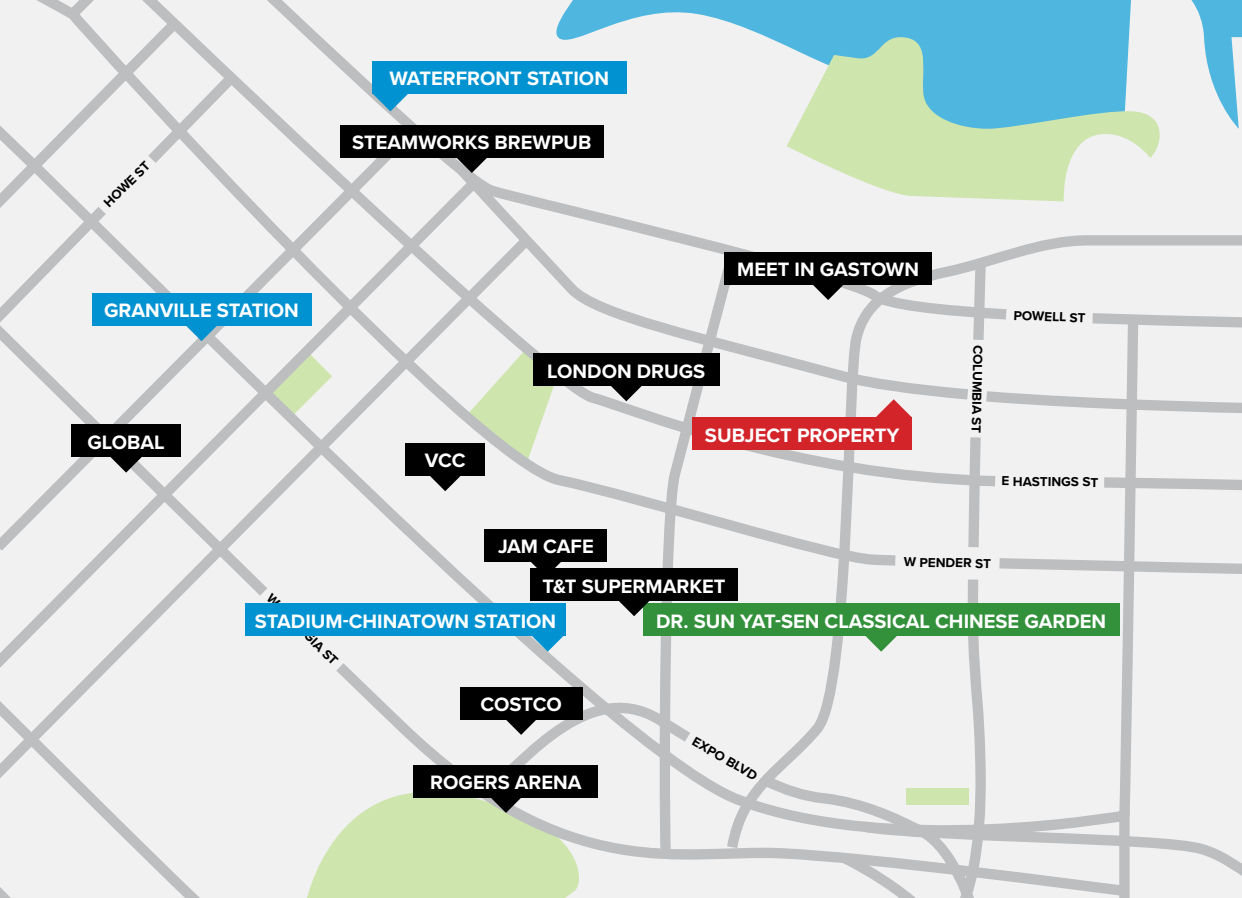 WATERFRONT STATION
STEAMWORKS BREWPUB
HOWE ST
MEET IN GASTOWN
GRANVILLE STATION
POWELL ST
COLUMBIA ST
LONDON DRUGS
SUBJECT PROPERTY
GLOBAL
VCC
E HASTINGS ST
JAM CAFE
W PENDER ST
T&T SUPERMARKET
W
STADIUM-CHINATOWN STATION
DR. SUN YAT-SEN CLASSICAL CHINESE GARDEN
GIA ST
COSTCO
EXPO BLVD
ROGERS ARENA